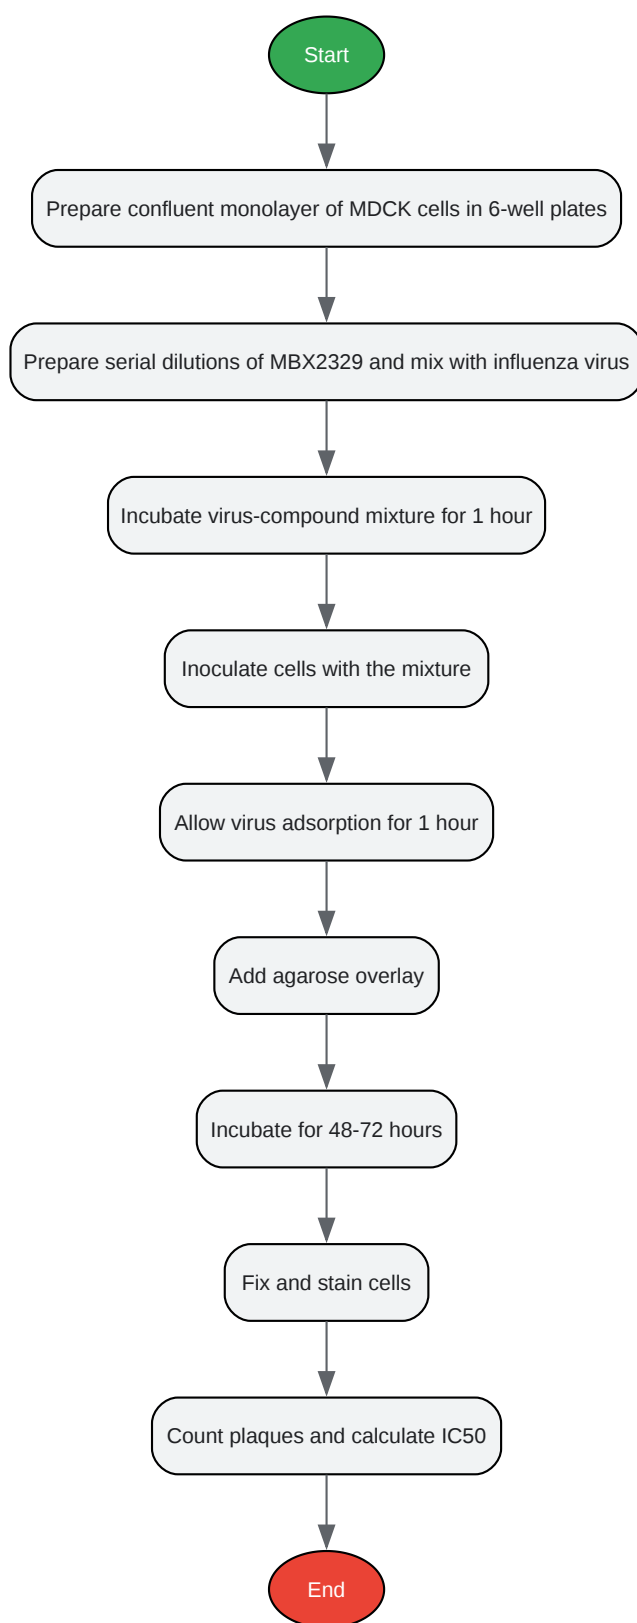 Start
Prepare confluent monolayer of MDCK cells in 6-well plates
Prepare serial dilutions of MBX2329 and mix with influenza virus
Incubate virus-compound mixture for 1 hour
Inoculate cells with the mixture
Allow virus adsorption for 1 hour
Add agarose overlay
Incubate for 48-72 hours
Fix and stain cells
Count plaques and calculate IC50
End